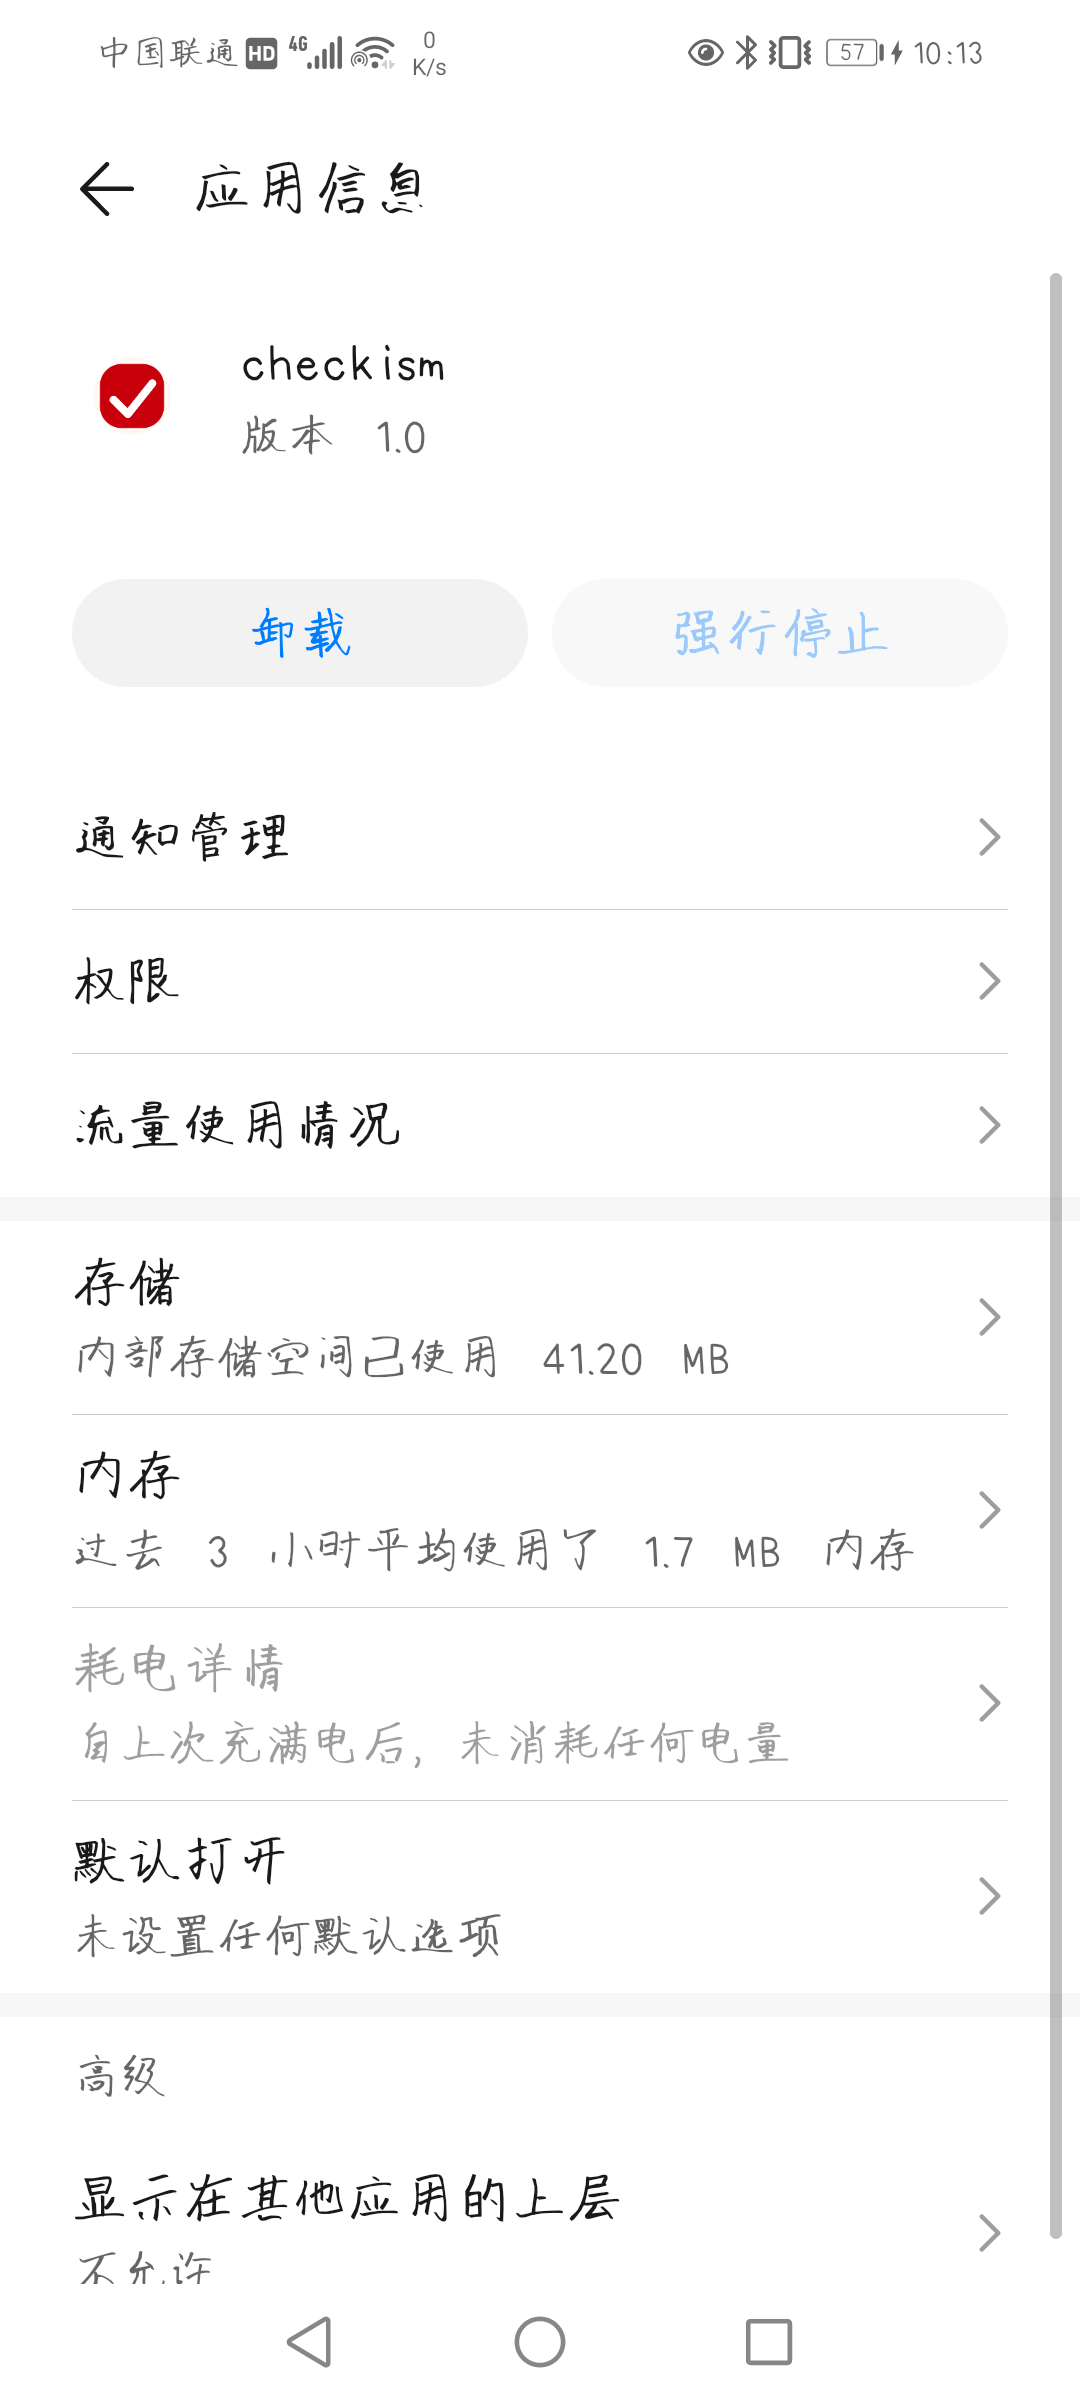 中国联通 HD 4G 0 K/s 57 10:13
应用信息
checkism
版本 1.0
卸载 强行停止
通知管理
权限
流量使用情况
存储
内部存储空间已使用 41.20 MB
内存
过去 3 小时平均使用了 1.7 MB 内存
耗电详情
自上次充满电后，未消耗任何电量
默认打开
未设置任何默认选项
高级
显示在其他应用的上层
不允许